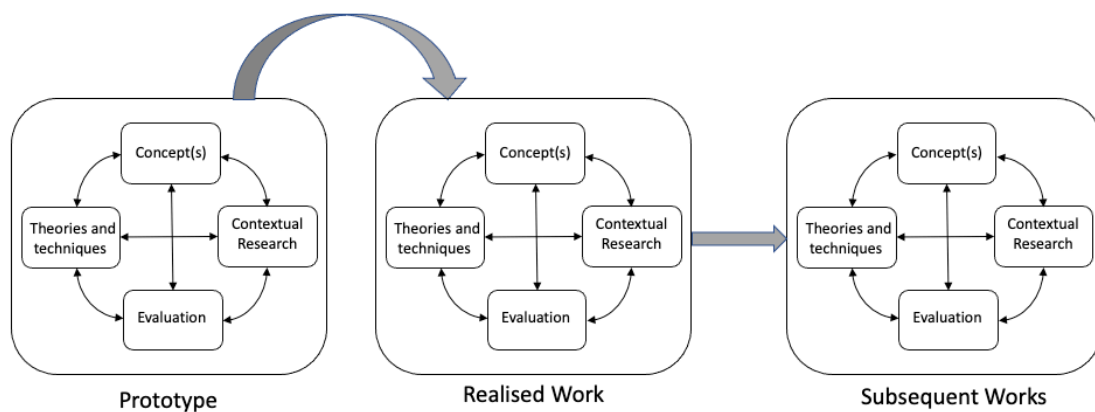 Concept(s)
Theories and
techniques
Contextual
Research
Evaluation
Prototype
Concept(s)
Theories and
techniques
Contextual
Research
Evaluation
Realised Work
Concept(s)
Theories and
techniques
Contextual
Research
Evaluation
Subsequent Works